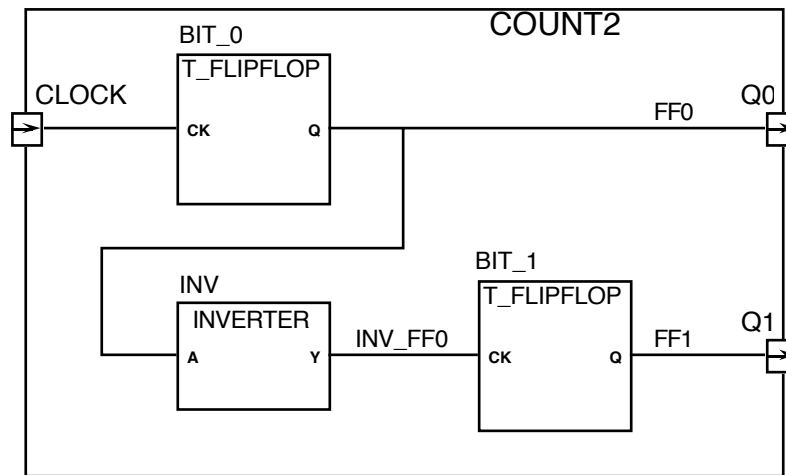 COUNT2
BIT_0
T_FLIPFLOP
CLOCK
CK
Q
FF0
Q0
INV
INVERTER
A
Y
INV_FF0
BIT_1
T_FLIPFLOP
CK
Q
FF1
Q1